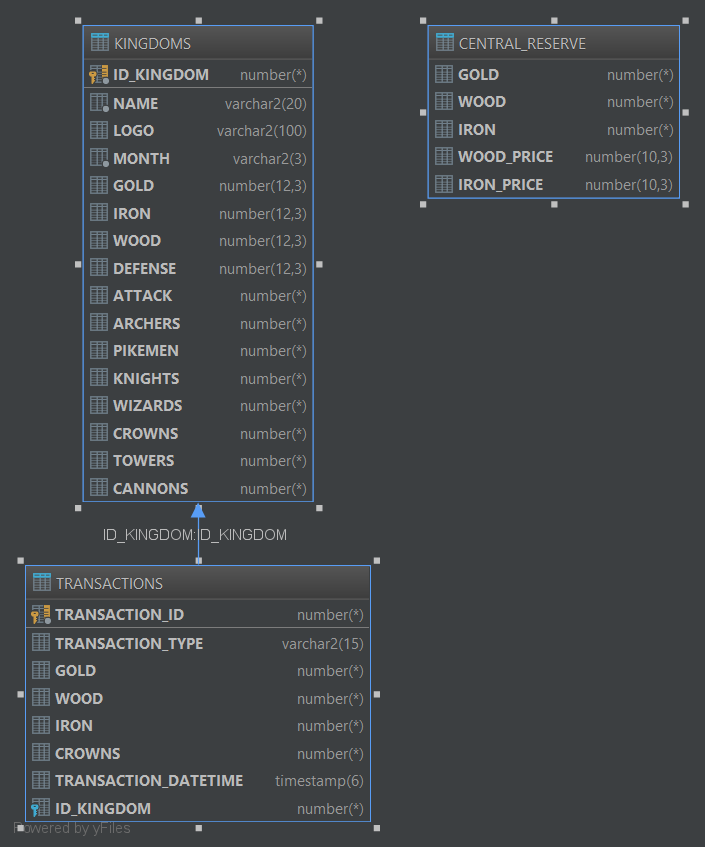 KINGDOMS
ID_KINGDOM number(*)
NAME varchar2(20)
LOGO varchar2(100)
MONTH varchar2(3)
GOLD number(12,3)
IRON number(12,3)
WOOD number(12,3)
DEFENSE number(12,3)
ATTACK number(*)
ARCHERS number(*)
PIKEMEN number(*)
KNIGHTS number(*)
WIZARDS number(*)
CROWNS number(*)
TOWERS number(*)
CANNONS number(*)
CENTRAL_RESERVE
GOLD number(*)
WOOD number(*)
IRON number(*)
WOOD_PRICE number(10,3)
IRON_PRICE number(10,3)
ID_KINGDOM:ID_KINGDOM
TRANSACTIONS
TRANSACTION_ID number(*)
TRANSACTION_TYPE varchar2(15)
GOLD number(*)
WOOD number(*)
IRON number(*)
CROWNS number(*)
TRANSACTION_DATETIME timestamp(6)
ID_KINGDOM number(*)
Powered by yFiles